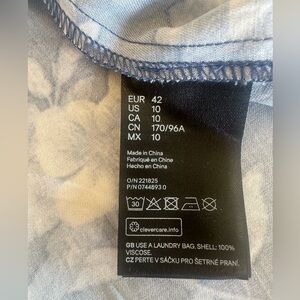 EUR 42
US 10
CA 10
CN 170/96A
MX 10
Made in China
Fabriqué en Chine
Hecho en China
O/N 221825
P/N 0744893 0
30
clevercare.info
GB USE A LAUNDRY BAG, SHELL: 100%
VISCOSE.
CZ PERTE V SÁČKU PRO ŠETRNÉ PRANÍ.